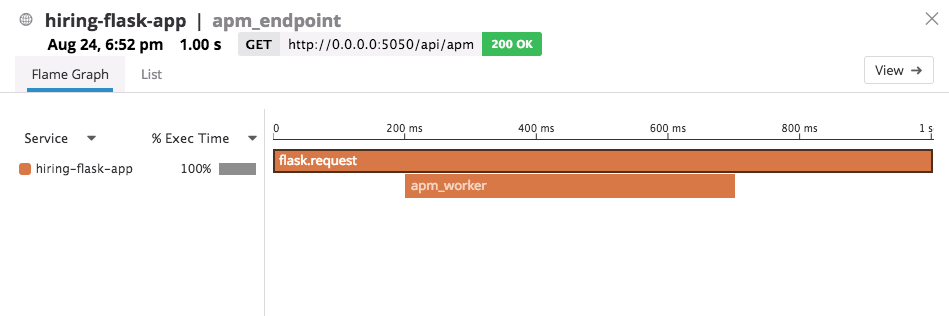 hiring-flask-app | apm_endpoint
Aug 24, 6:52 pm 1.00 s GET http://0.0.0.0:5050/api/apm 200 OK
Flame Graph List View →
Service % Exec Time
0 200 ms 400 ms 600 ms 800 ms 1 s
hiring-flask-app 100%
flask.request
apm_worker